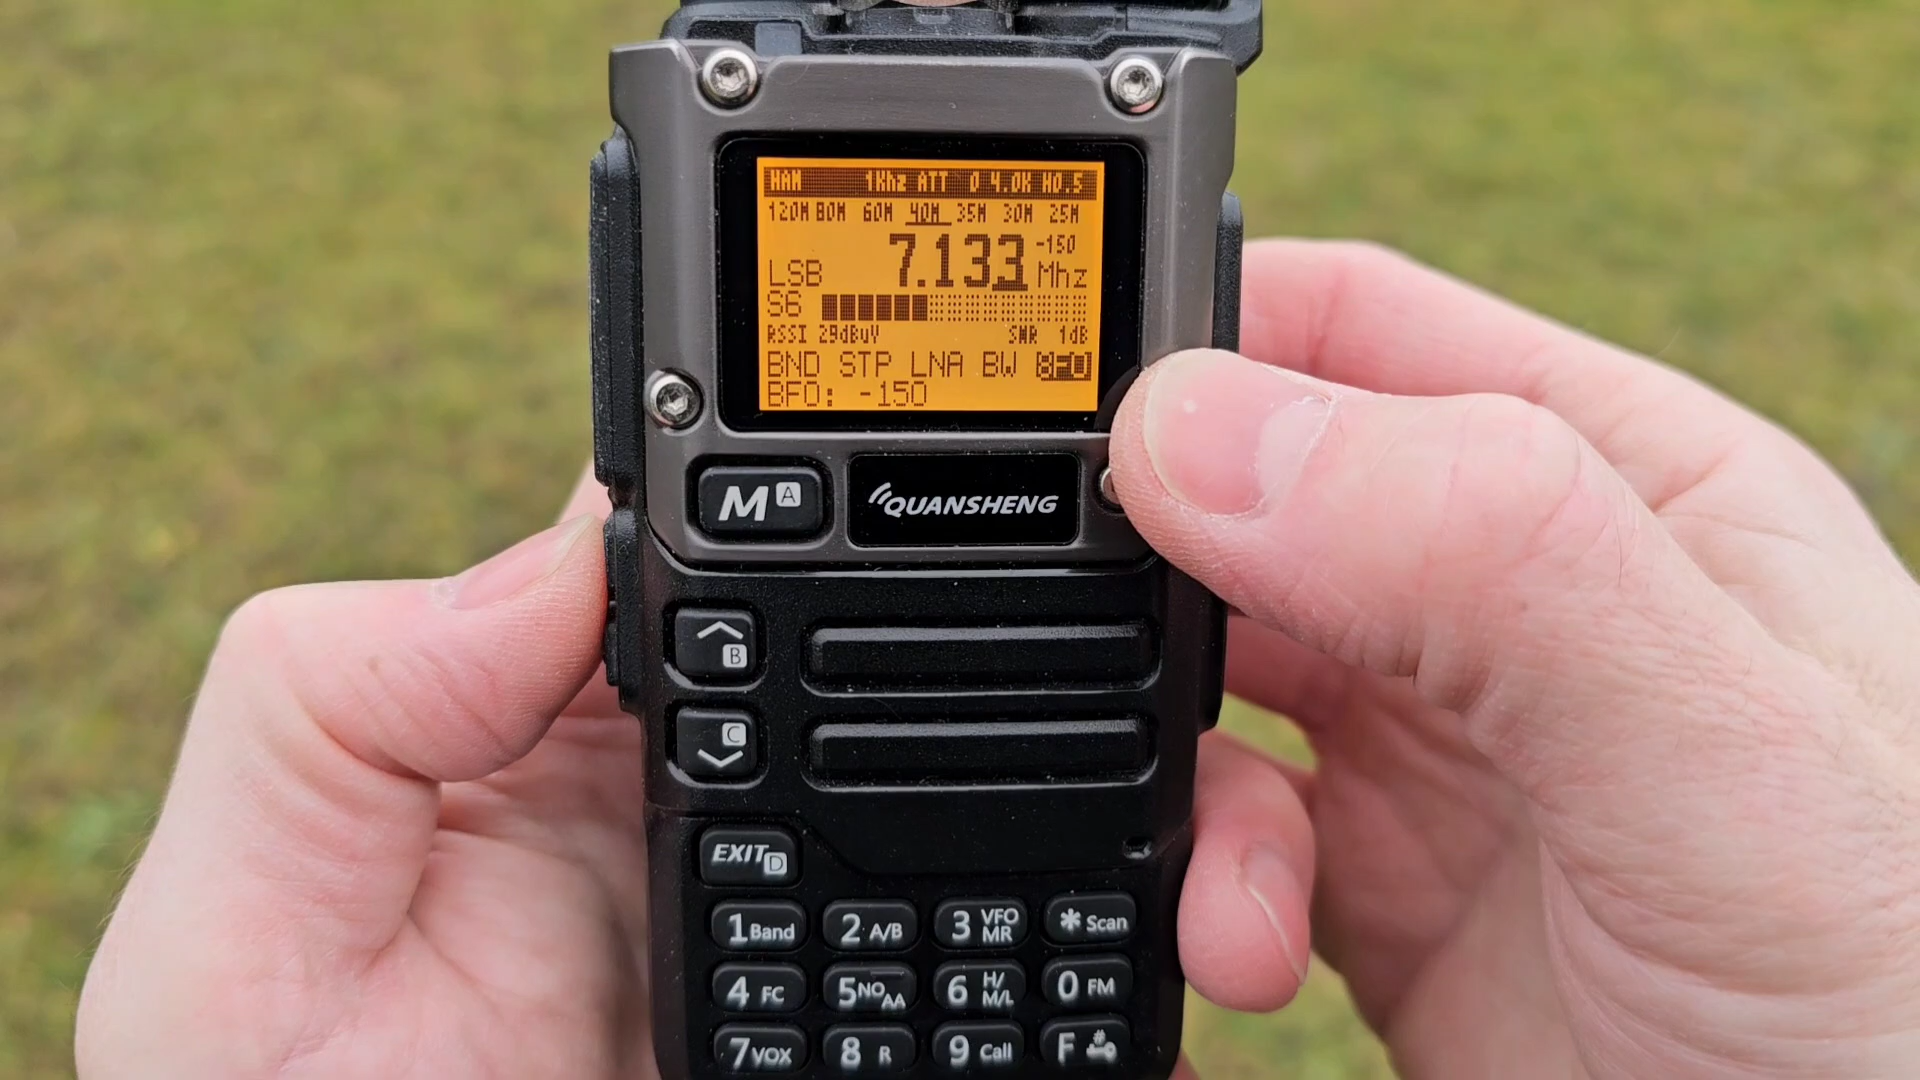 HAM 1Khz ATT 0 4.0K N0.5
120M 80M 60M 40M 35M 30M 25M
LSB 7.133 -150 Mhz
S6
RSSI 29dBuV SNR 1dB
BND STP LNA BW BFO
BFO: -150
M A
QUANSHENG
B
C
EXIT D
1 Band 2 A/B 3 VFO MR * Scan
4 FC 5 NOAA 6 H/M/L 0 FM
7 VOX 8 R 9 Call F #